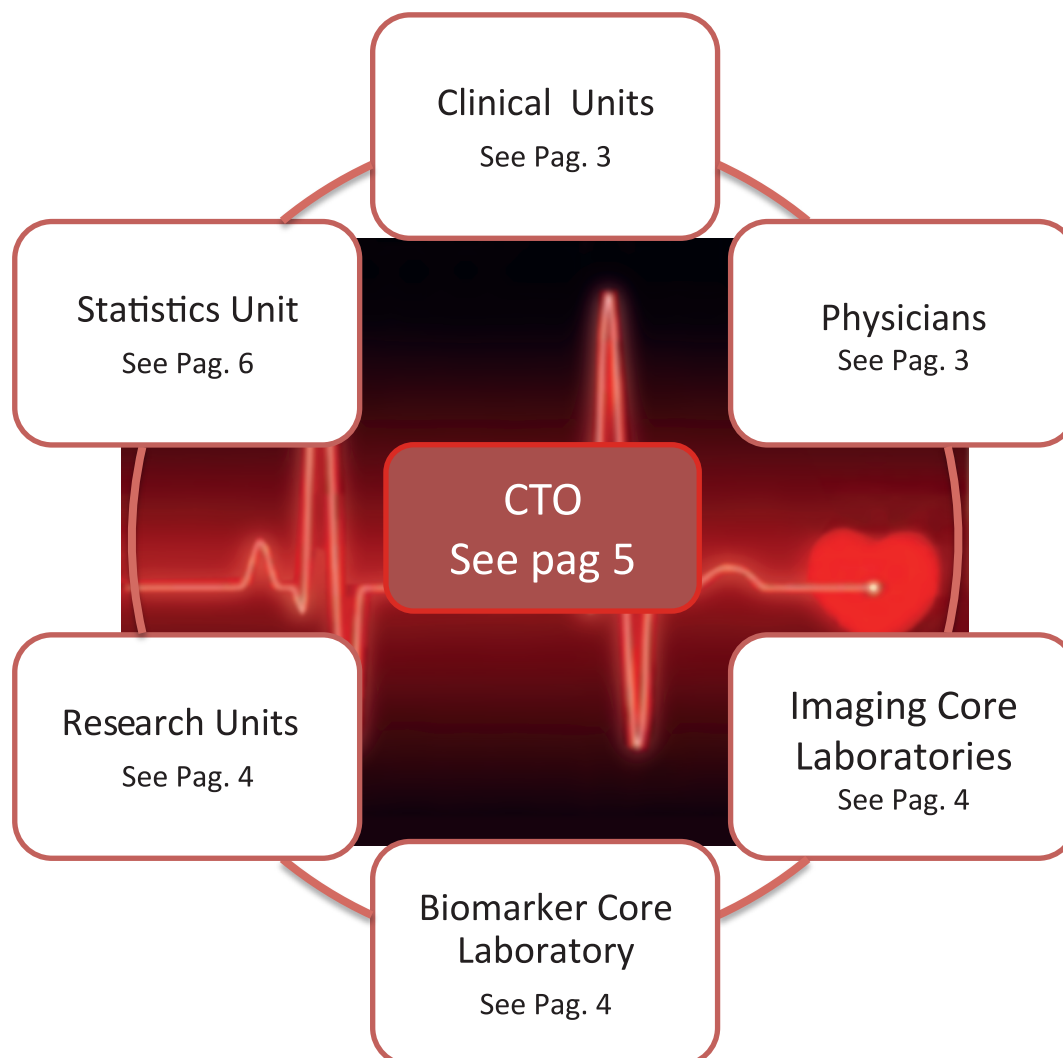 Clinical Units
See Pag. 3
Statistics Unit
See Pag. 6
Physicians
See Pag. 3
CTO
See pag 5
Research Units
See Pag. 4
Imaging Core
Laboratories
See Pag. 4
Biomarker Core
Laboratory
See Pag. 4